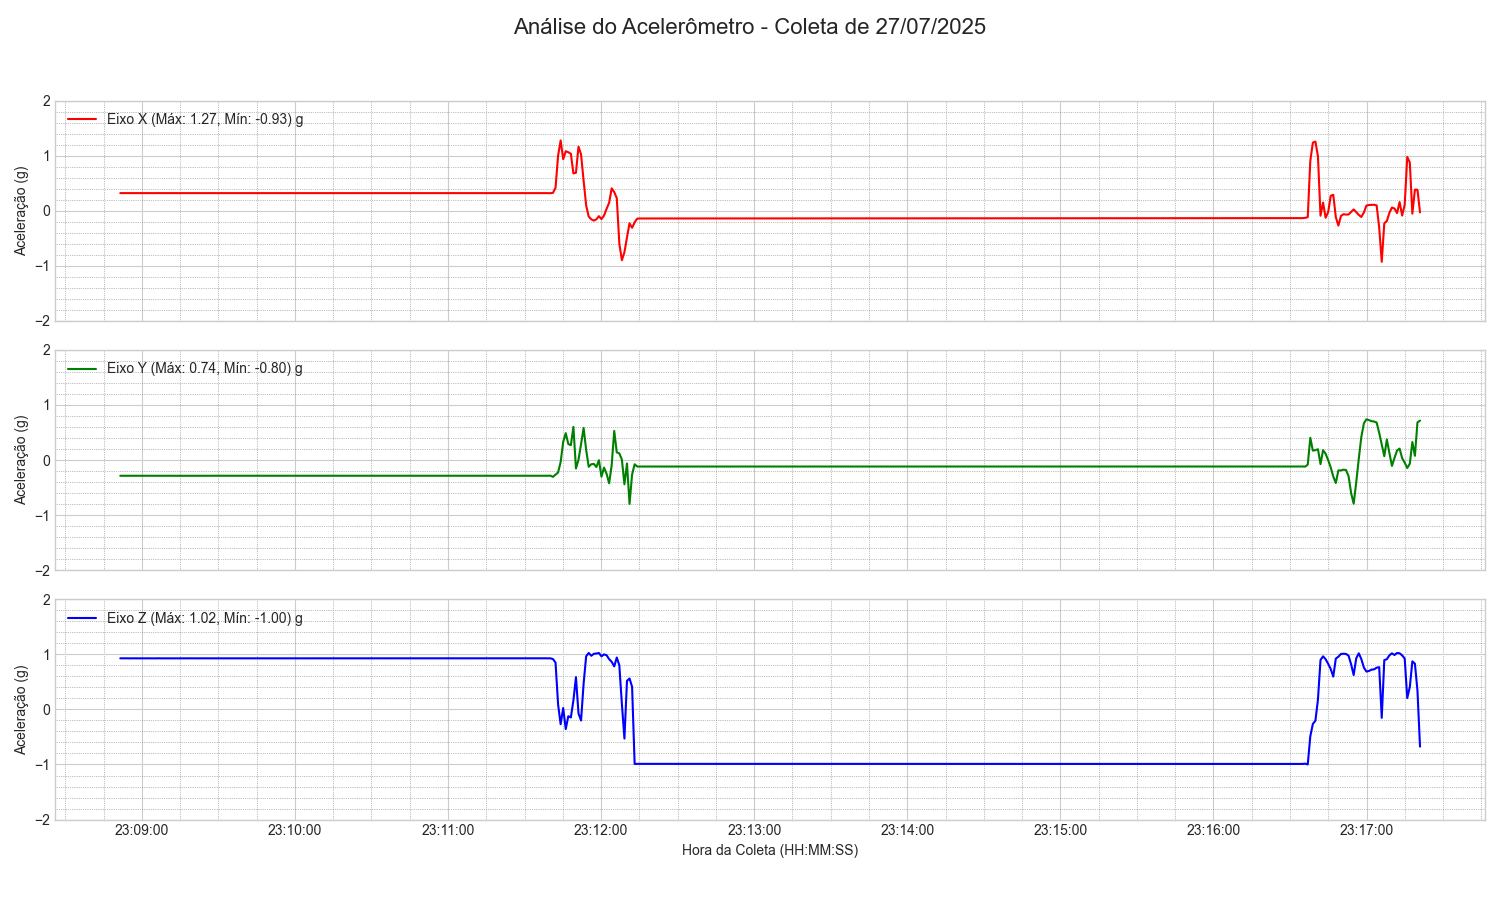 Análise do Acelerômetro - Coleta de 27/07/2025
Eixo X (Máx: 1.27, Mín: -0.93) g
Aceleração (g)
2
1
0
−1
−2
Eixo Y (Máx: 0.74, Mín: -0.80) g
Aceleração (g)
2
1
0
−1
−2
Eixo Z (Máx: 1.02, Mín: -1.00) g
Aceleração (g)
2
1
0
−1
−2
23:09:00 23:10:00 23:11:00 23:12:00 23:13:00 23:14:00 23:15:00 23:16:00 23:17:00
Hora da Coleta (HH:MM:SS)